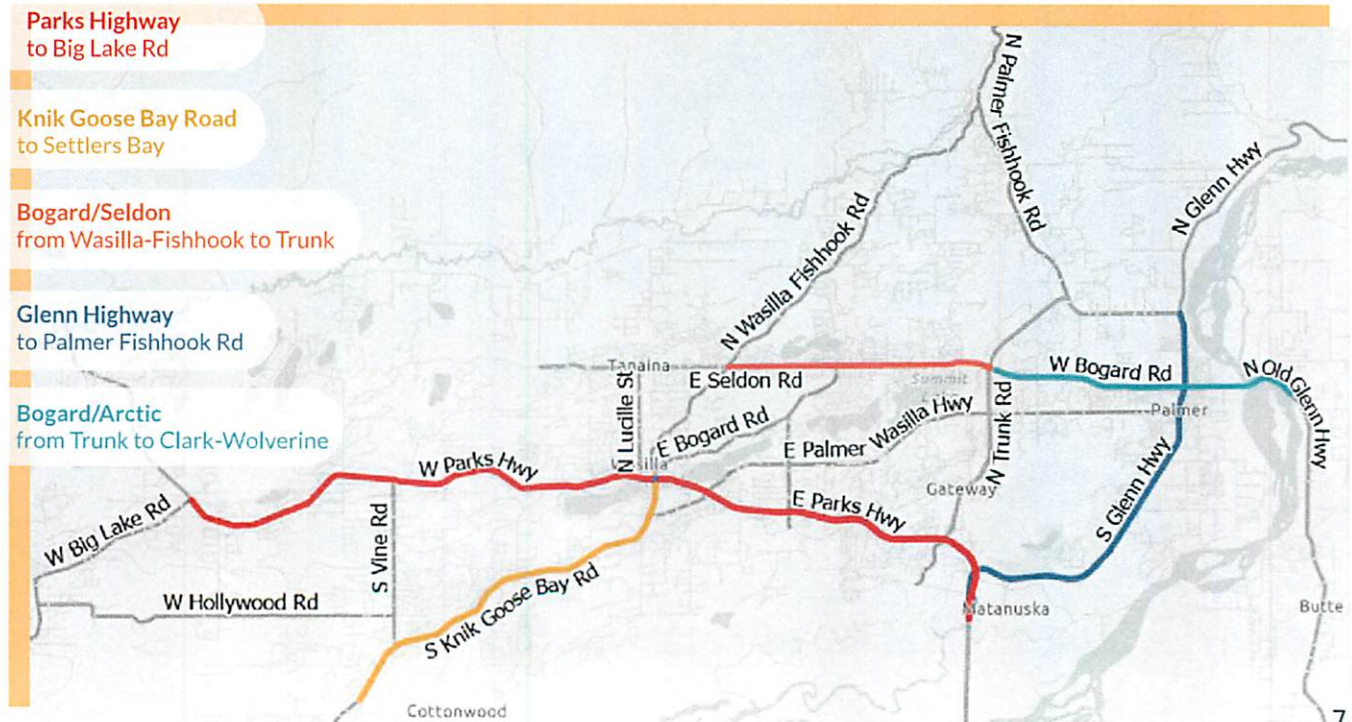 Parks Highway
to Big Lake Rd
Knik Goose Bay Road
to Settlers Bay
Bogard/Seldon
from Wasilla-Fishhook to Trunk
Glenn Highway
to Palmer Fishhook Rd
Bogard/Arctic
from Trunk to Clark-Wolverine
N Palmer Fishhook Rd
N Glenn Hwy
N Wasilla Fishhook Rd
Tanaina
E Seldon Rd
Summit
W Bogard Rd
N Old Glenn Hwy
N Lucille St
E Bogard Rd
E Palmer Wasilla Hwy
N Trunk Rd
Palmer
W Parks Hwy
Wasilla
Gateway
S Glenn Hwy
E Parks Hwy
W Big Lake Rd
S Vine Rd
W Hollywood Rd
S Knik Goose Bay Rd
Matanuska
Butte
Cottonwood
7